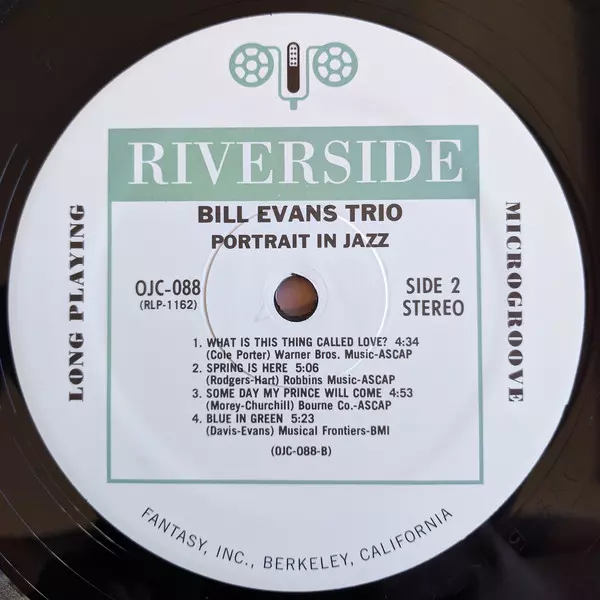 RIVERSIDE
BILL EVANS TRIO
PORTRAIT IN JAZZ
LONG PLAYING
MICROGROOVE
OJC-088
(RLP-1162)
SIDE 2
STEREO
1. WHAT IS THIS THING CALLED LOVE? 4:34
(Cole Porter) Warner Bros. Music-ASCAP
2. SPRING IS HERE 5:06
(Rodgers-Hart) Robbins Music-ASCAP
3. SOME DAY MY PRINCE WILL COME 4:53
(Morey-Churchill) Bourne Co.-ASCAP
4. BLUE IN GREEN 5:23
(Davis-Evans) Musical Frontiers-BMI
(OJC-088-B)
FANTASY, INC., BERKELEY, CALIFORNIA